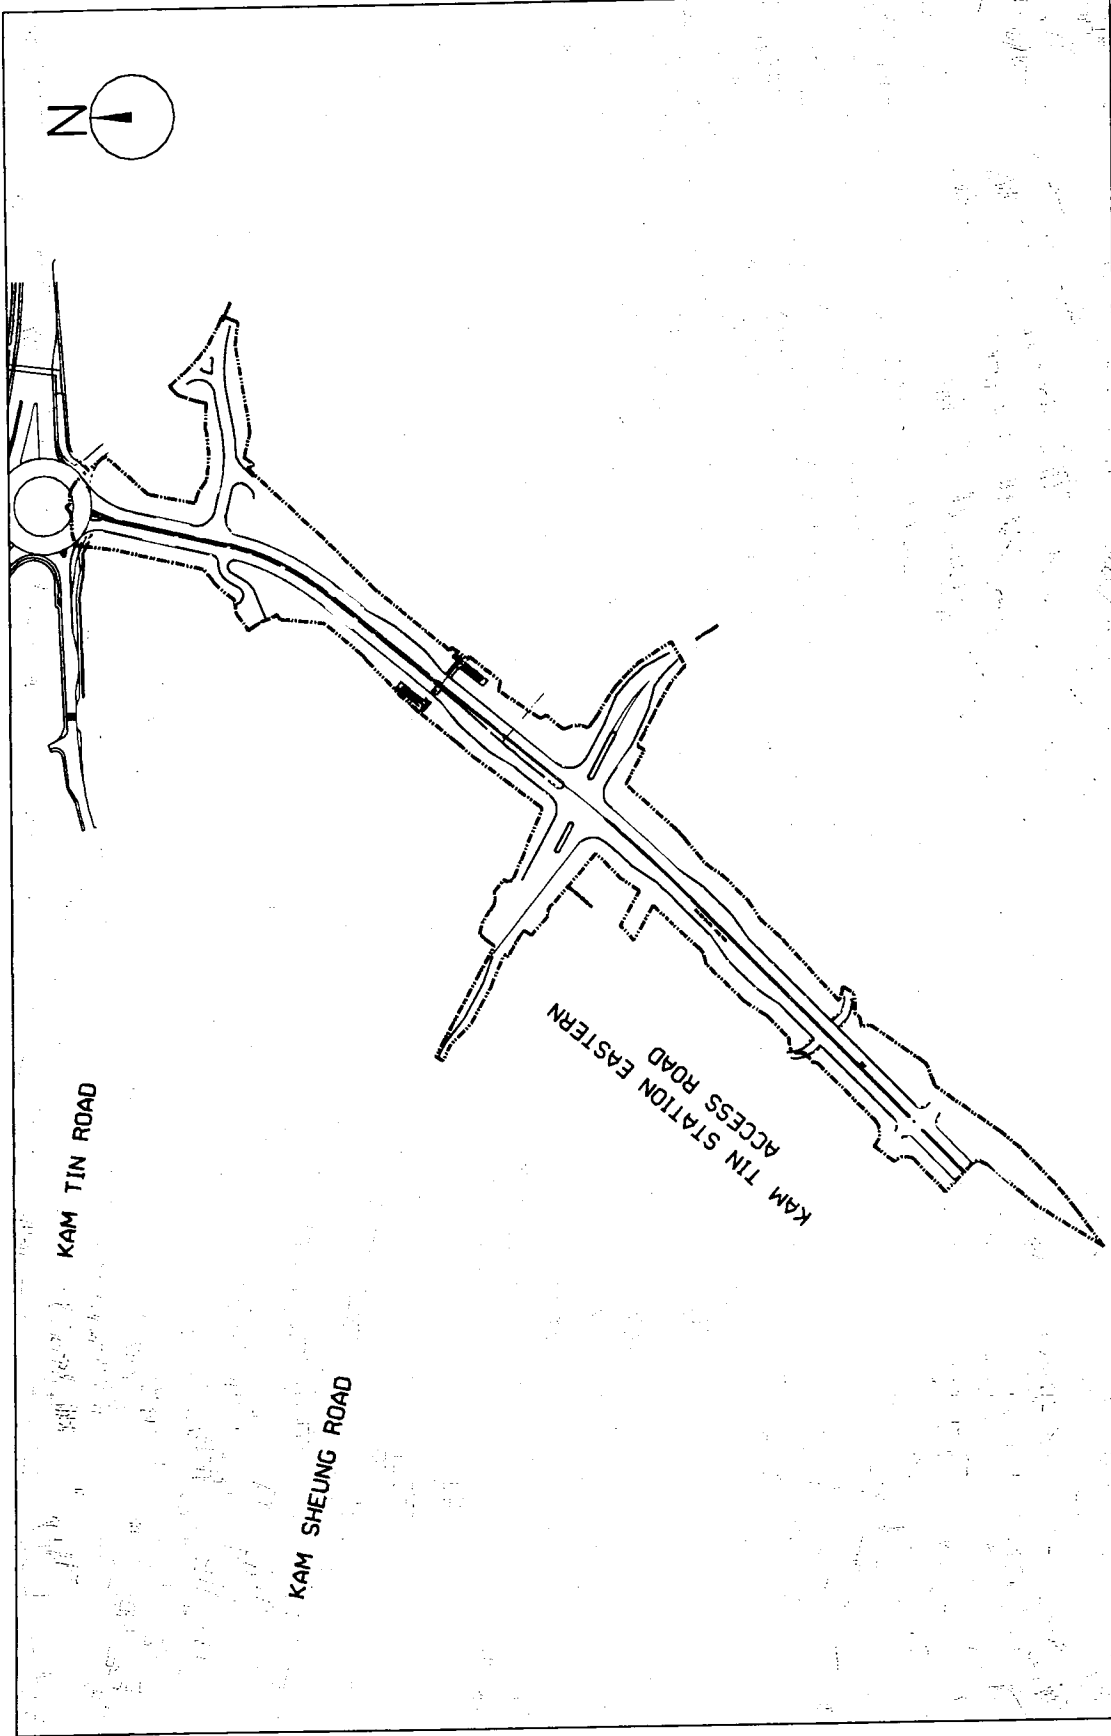 N
KAM TIN ROAD
KAM SHEUNG ROAD
KAM TIN STATION EASTERN
ACCESS ROAD